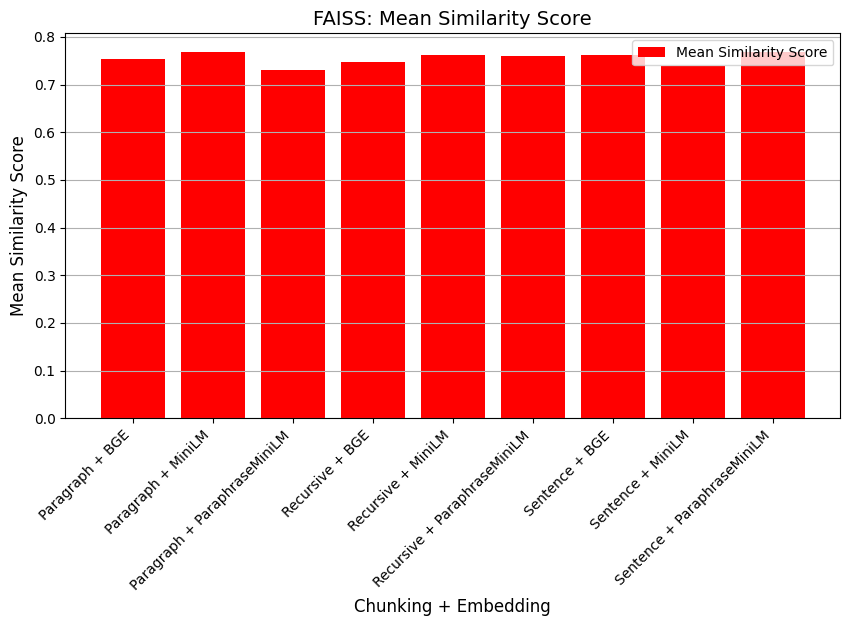 FAISS: Mean Similarity Score
Mean Similarity Score
0.8
0.7
0.6
0.5
0.4
0.3
0.2
0.1
0.0
Mean Similarity Score
Paragraph + BGE
Paragraph + MiniLM
Paragraph + ParaphraseMiniLM
Recursive + BGE
Recursive + MiniLM
Recursive + ParaphraseMiniLM
Sentence + BGE
Sentence + MiniLM
Sentence + ParaphraseMiniLM
Chunking + Embedding